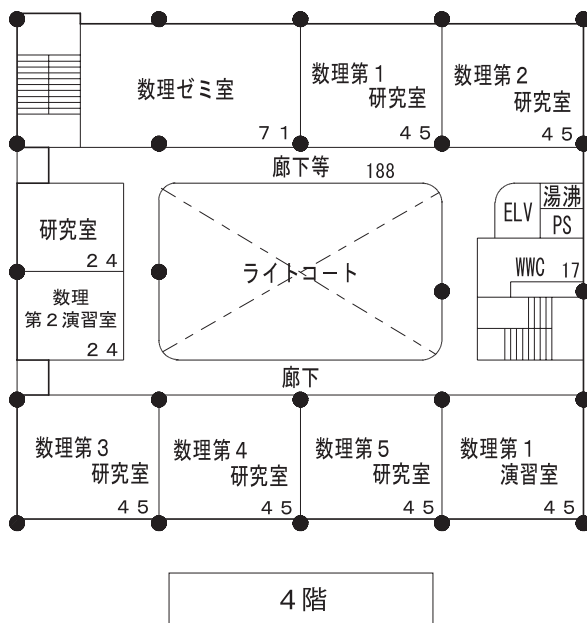 数理ゼミ室
７１
数理第１
研究室
４５
数理第２
研究室
４５
廊下等
188
研究室
２４
数理
第２演習室
２４
ライトコート
ELV
湯沸
PS
WWC
17
廊下
数理第３
研究室
４５
数理第４
研究室
４５
数理第５
研究室
４５
数理第１
演習室
４５
４階